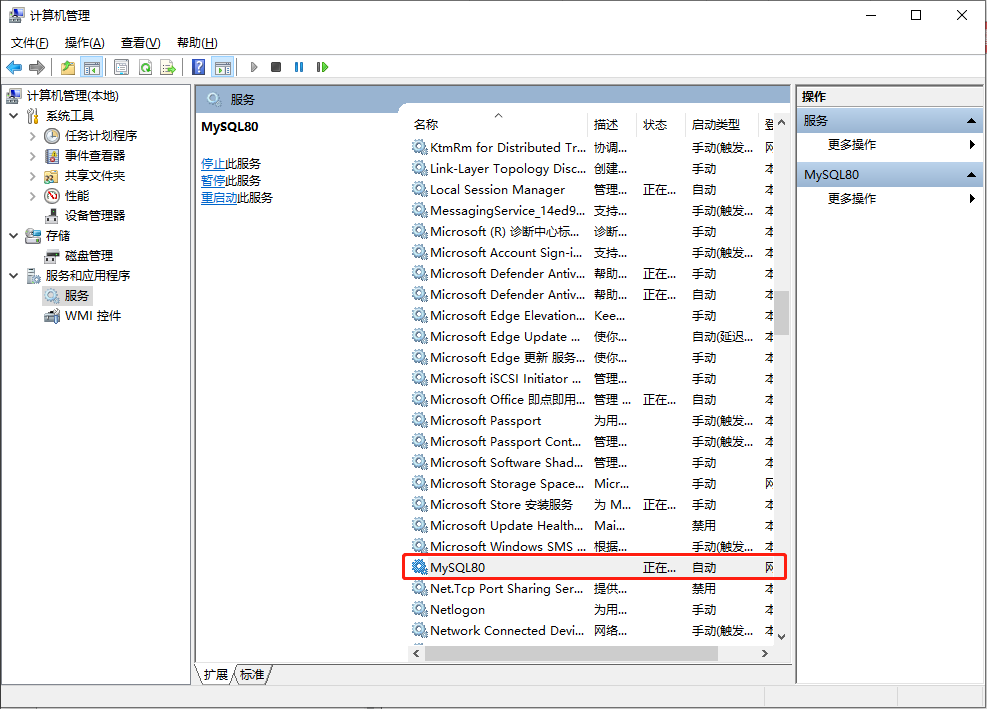 计算机管理
文件(F) 操作(A) 查看(V) 帮助(H)
计算机管理(本地)
系统工具
任务计划程序
事件查看器
共享文件夹
性能
设备管理器
存储
磁盘管理
服务和应用程序
服务
WMI 控件
服务
MySQL80
停止此服务
暂停此服务
重启动此服务
名称 描述 状态 启动类型 登
KtmRm for Distributed Tr... 协调... 手动(触发... 网
Link-Layer Topology Disc... 创建... 手动 本
Local Session Manager 管理... 正在... 自动 本
MessagingService_14ed9... 支持... 手动(触发... 本
Microsoft (R) 诊断中心标... 诊断... 手动 本
Microsoft Account Sign-i... 支持... 手动(触发... 本
Microsoft Defender Antiv... 帮助... 正在... 手动 本
Microsoft Defender Antiv... 帮助... 正在... 自动 本
Microsoft Edge Elevation... Kee... 手动 本
Microsoft Edge Update ... 使你... 自动(延迟... 本
Microsoft Edge 更新 服务... 使你... 手动 本
Microsoft iSCSI Initiator ... 管理... 手动 本
Microsoft Office 即点即用... 管理 ... 正在... 自动 本
Microsoft Passport 为用... 手动(触发... 本
Microsoft Passport Cont... 管理... 手动(触发... 本
Microsoft Software Shad... 管理... 手动 本
Microsoft Storage Space... Micr... 手动 网
Microsoft Store 安装服务 为 M... 正在... 手动 本
Microsoft Update Health... Mai... 禁用 本
Microsoft Windows SMS ... 根据... 手动(触发... 本
MySQL80 正在... 自动 网
Net.Tcp Port Sharing Ser... 提供... 禁用 本
Netlogon 为用... 手动 本
Network Connected Devi... 网络... 手动(触发... 本
扩展 标准
操作
服务
更多操作
MySQL80
更多操作